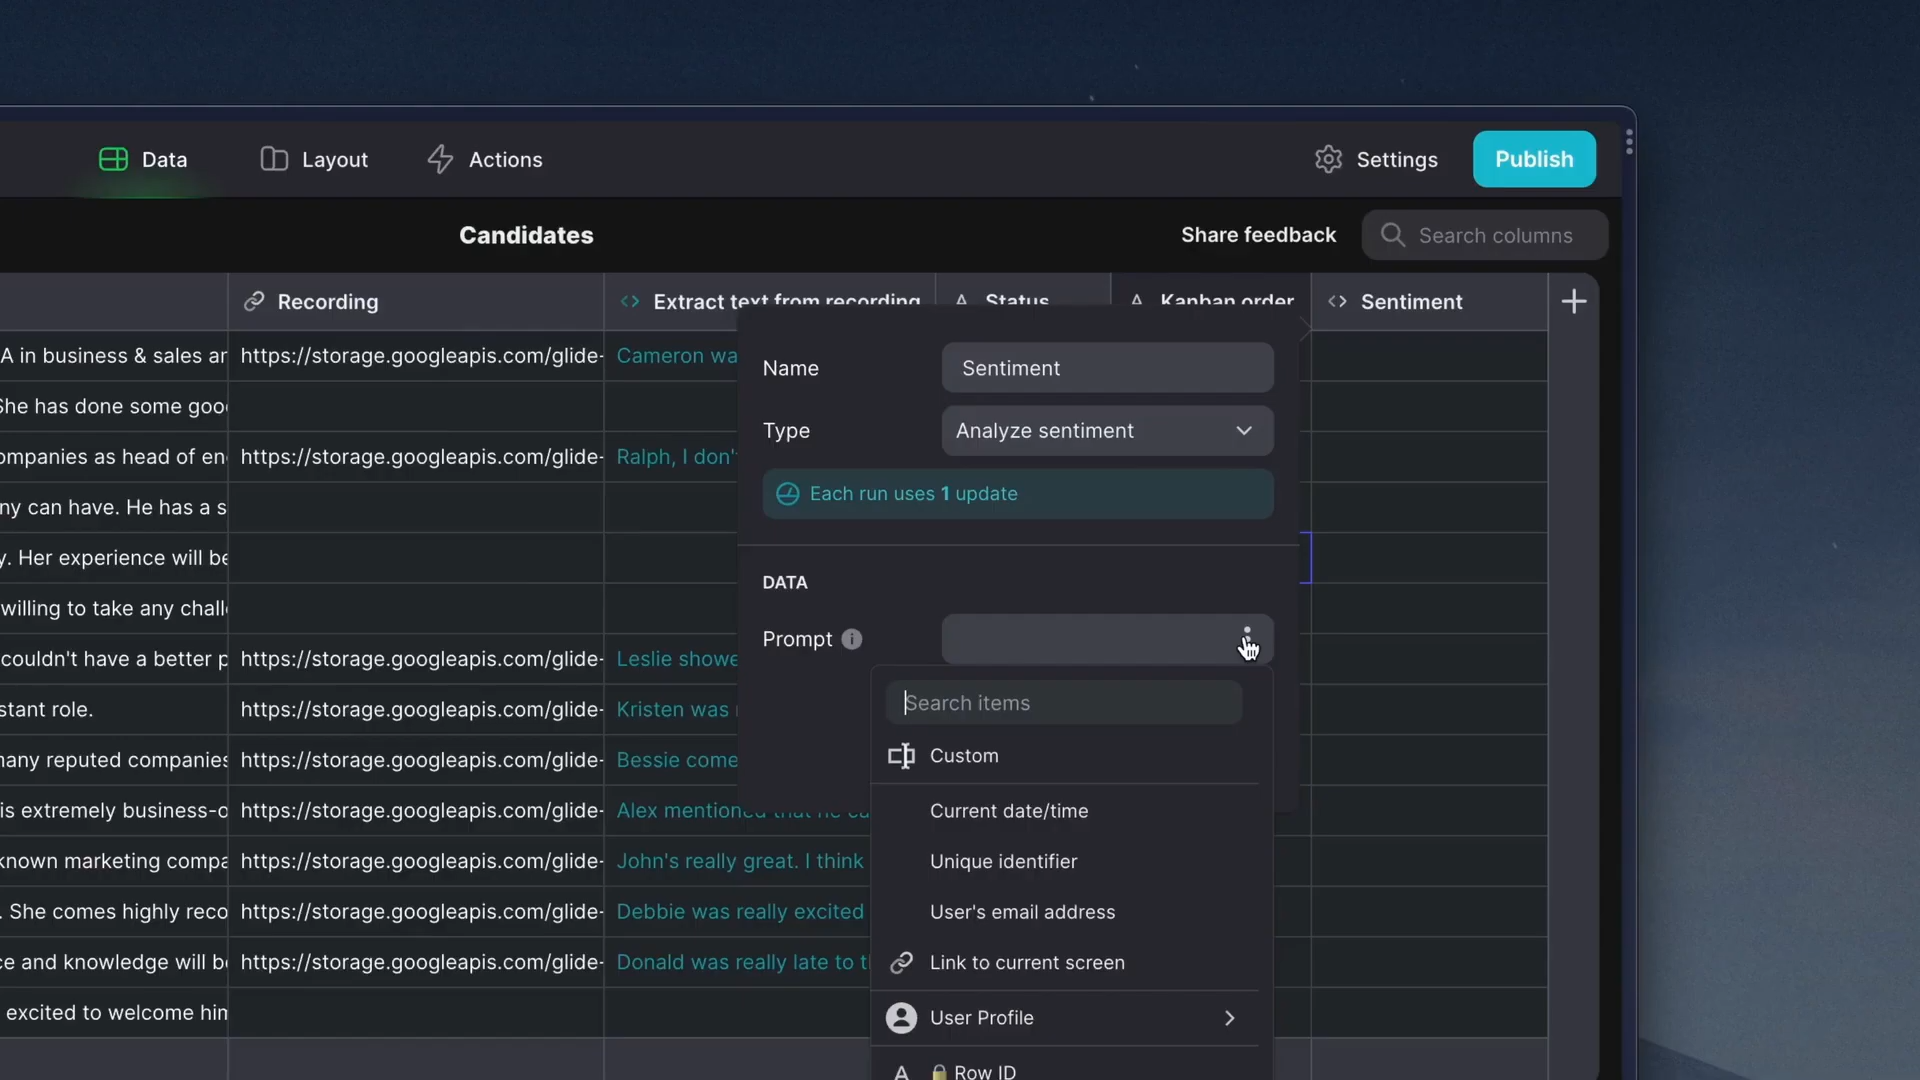 Data
Layout
Actions
Settings
Publish
Candidates
Share feedback
Search columns
Recording
Extract text from recording
Status
Kanban order
Sentiment
A in business & sales ar
https://storage.googleapis.com/glide-
Cameron wa
She has done some goo
ompanies as head of en
https://storage.googleapis.com/glide-
Ralph, I don'
ny can have. He has a s
y. Her experience will be
willing to take any chall
couldn't have a better p
https://storage.googleapis.com/glide-
Leslie showe
stant role.
https://storage.googleapis.com/glide-
Kristen was
many reputed companies
https://storage.googleapis.com/glide-
Bessie come
is extremely business-o
https://storage.googleapis.com/glide-
Alex mentioned that he
known marketing compa
https://storage.googleapis.com/glide-
John's really great. I think
. She comes highly reco
https://storage.googleapis.com/glide-
Debbie was really excited
ce and knowledge will be
https://storage.googleapis.com/glide-
Donald was really late to t
excited to welcome him
Name
Sentiment
Type
Analyze sentiment
Each run uses 1 update
DATA
Prompt
Search items
Custom
Current date/time
Unique identifier
User's email address
Link to current screen
User Profile
Row ID